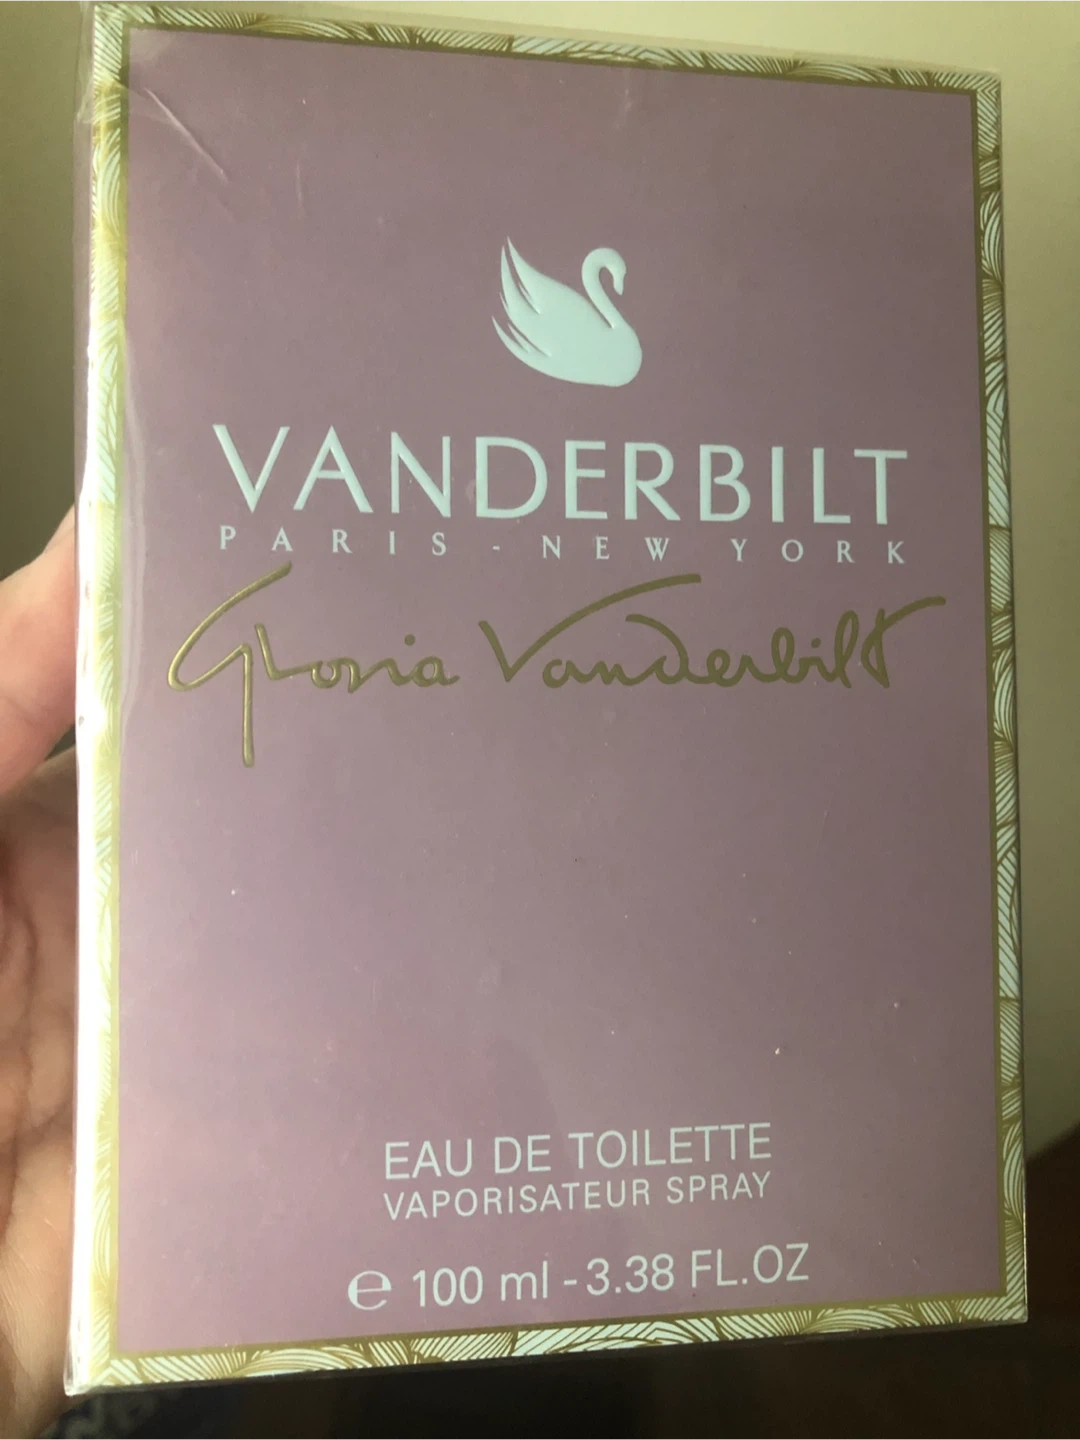 VANDERBILT
PARIS - NEW YORK
Gloria Vanderbilt
EAU DE TOILETTE
VAPORISATEUR SPRAY
℮ 100 ml - 3.38 FL.OZ